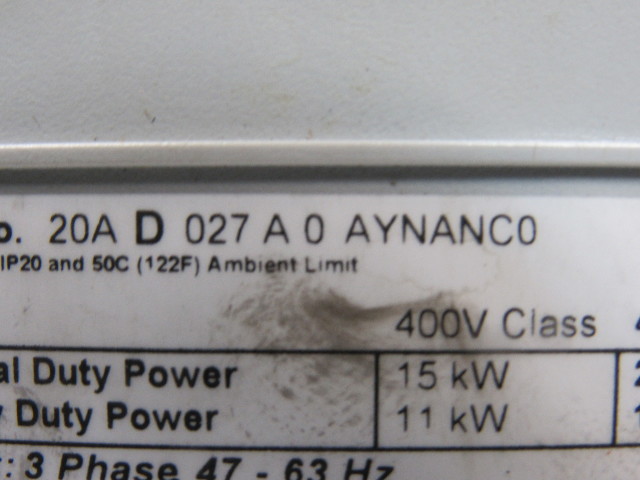 o. 20A D 027 A 0 AYNANC0
IP20 and 50C (122F) Ambient Limit
400V Class
al Duty Power 15 kW
y Duty Power 11 kW
: 3 Phase 47 - 63 Hz